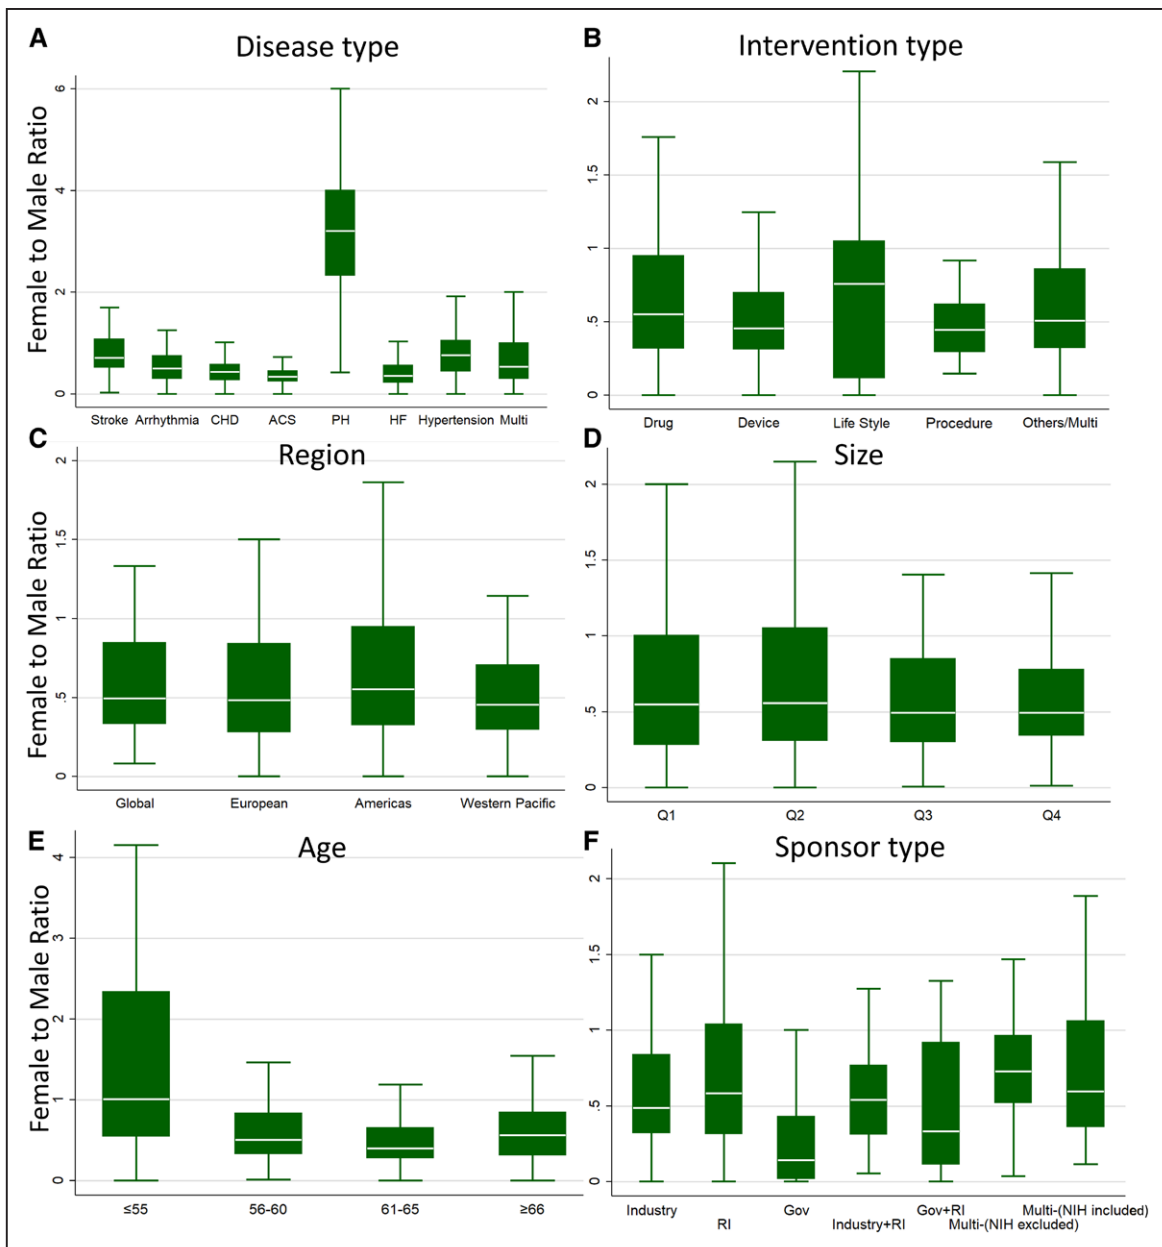 A
Disease type
Female to Male Ratio
6
4
2
0
Stroke Arrhythmia CHD ACS PH HF Hypertension Multi
B
Intervention type
2
1.5
1
.5
0
Drug Device Life Style Procedure Others/Multi
C
Region
Female to Male Ratio
2
1.5
1
.5
0
Global European Americas Western Pacific
D
Size
2
1.5
1
.5
0
Q1 Q2 Q3 Q4
E
Age
Female to Male Ratio
4
3
2
1
0
≤55 56-60 61-65 ≥66
F
Sponsor type
2
1.5
1
.5
0
Industry Gov Gov+RI Multi-(NIH included)
RI Industry+RI Multi-(NIH excluded)